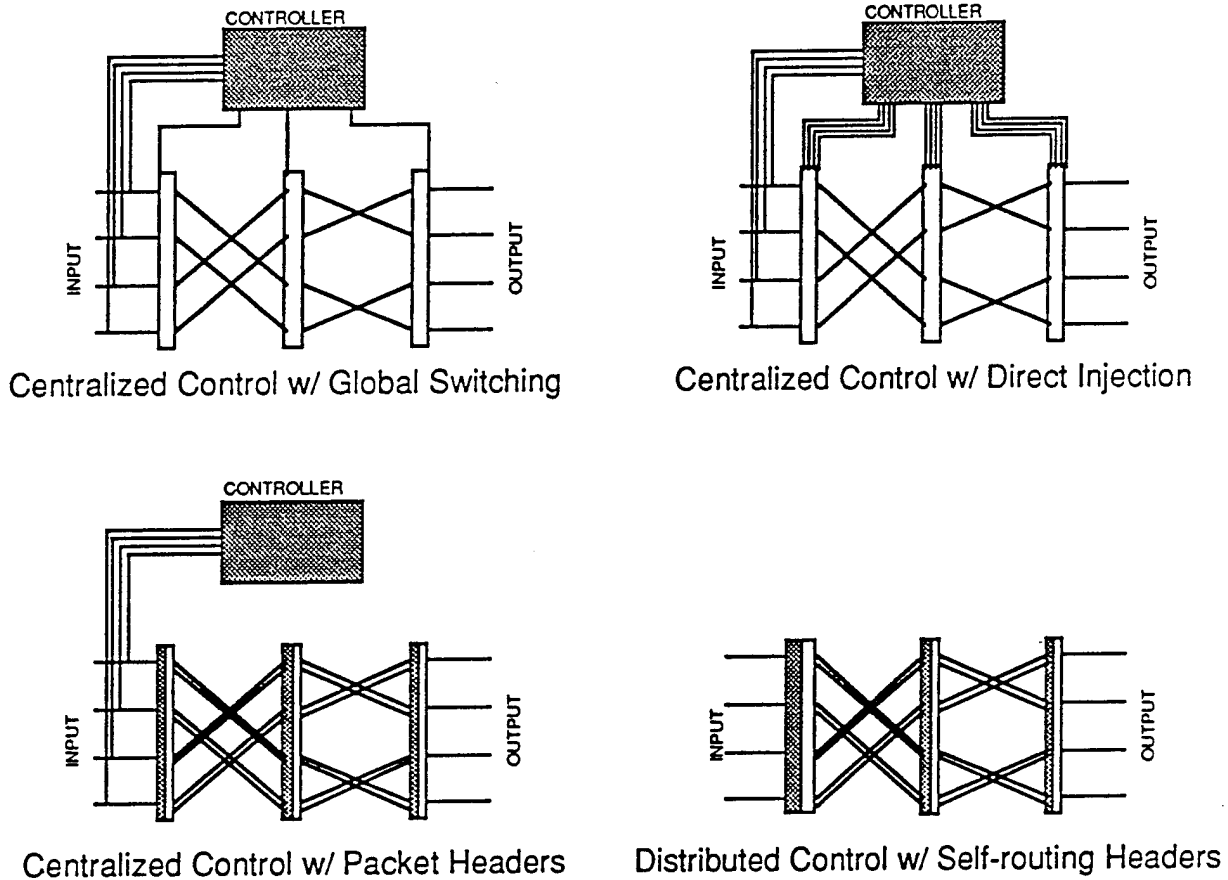 CONTROLLER
INPUT
OUTPUT
Centralized Control w/ Global Switching
CONTROLLER
INPUT
OUTPUT
Centralized Control w/ Direct Injection
CONTROLLER
INPUT
OUTPUT
Centralized Control w/ Packet Headers
INPUT
OUTPUT
Distributed Control w/ Self-routing Headers